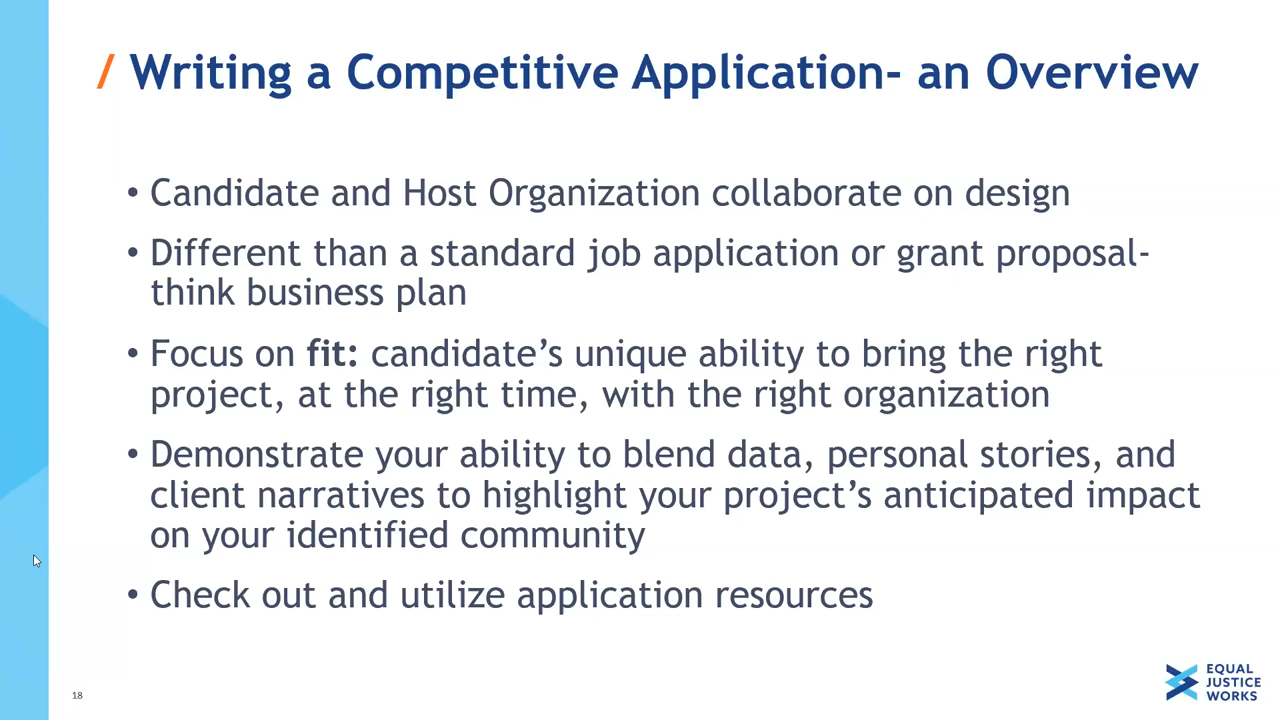 / Writing a Competitive Application- an Overview
• Candidate and Host Organization collaborate on design
• Different than a standard job application or grant proposal-
think business plan
• Focus on fit: candidate’s unique ability to bring the right
project, at the right time, with the right organization
• Demonstrate your ability to blend data, personal stories, and
client narratives to highlight your project’s anticipated impact
on your identified community
• Check out and utilize application resources
18
EQUAL
JUSTICE
WORKS